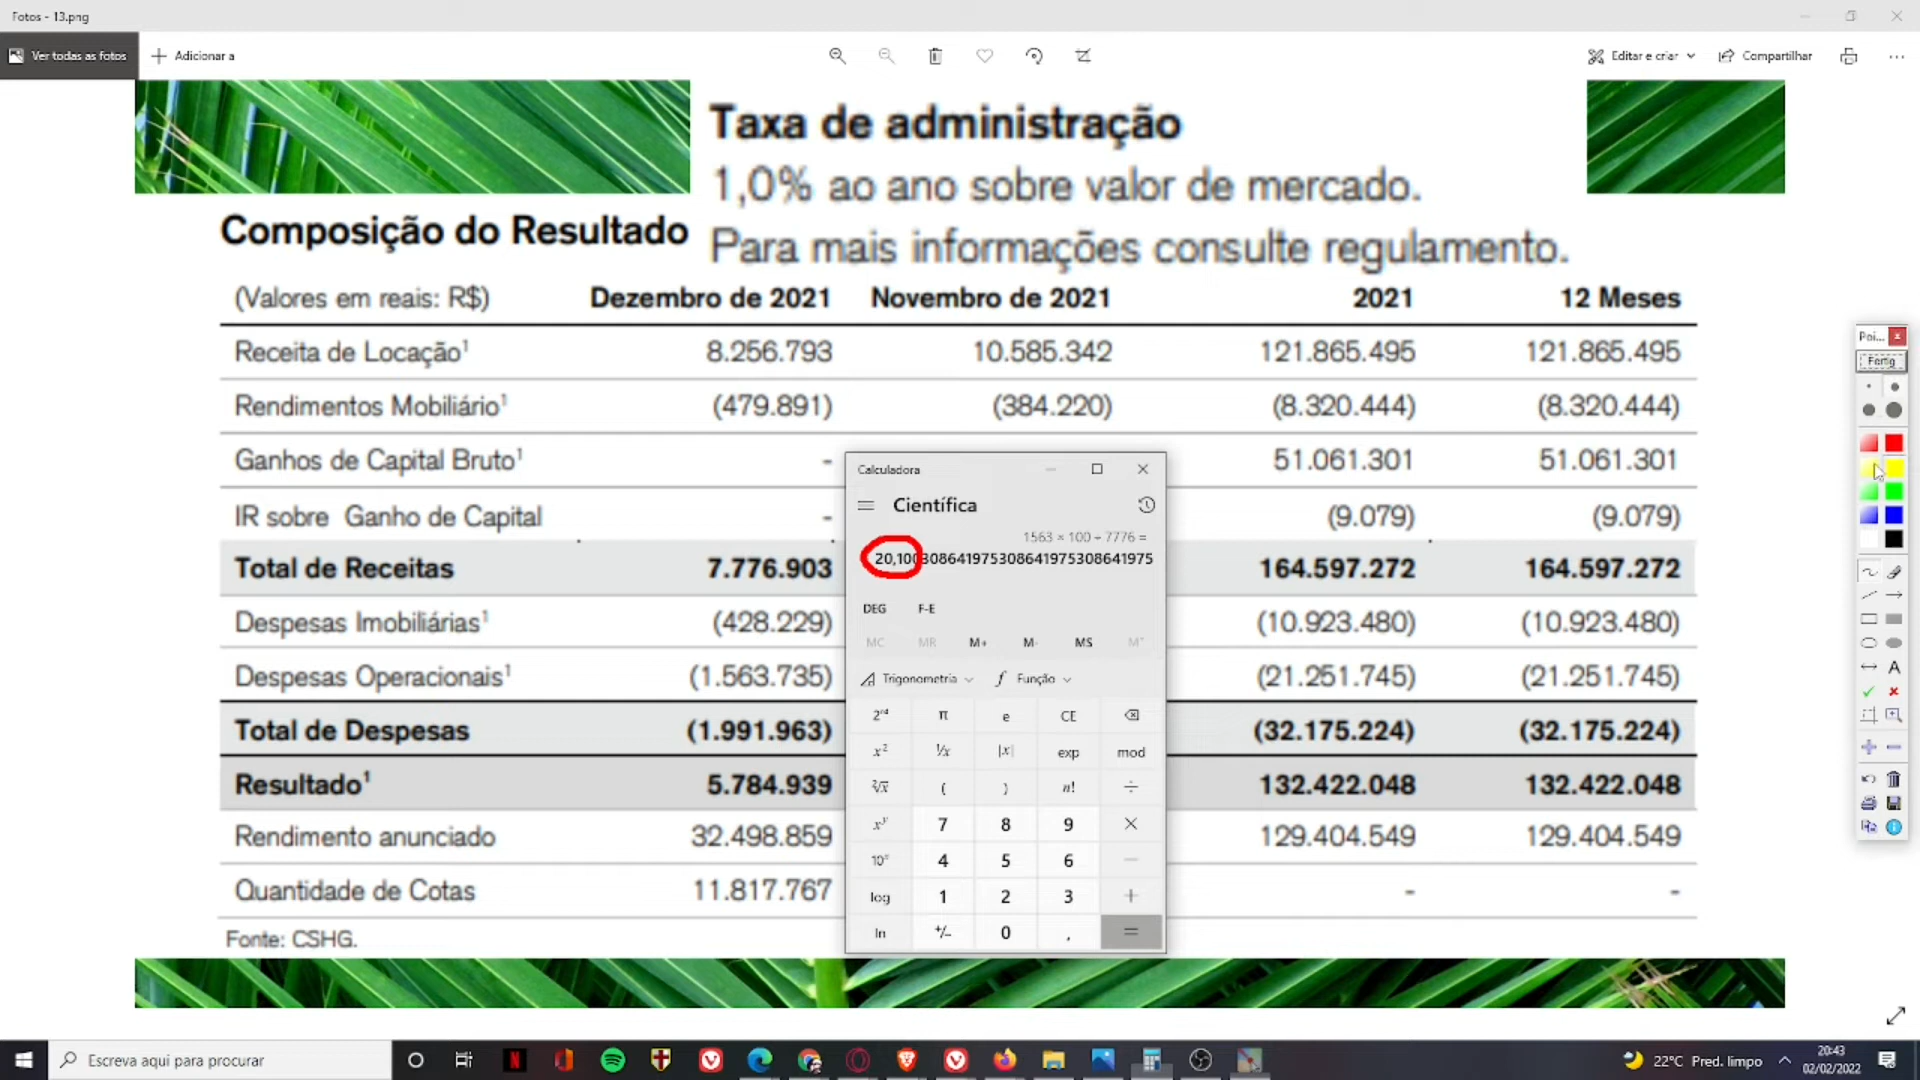 Fotos - 13.png
Ver todas as fotos
Adicionar a
Editar e criar
Compartilhar
Taxa de administração
1,0% ao ano sobre valor de mercado.
Para mais informações consulte regulamento.
Composição do Resultado
(Valores em reais: R$) Dezembro de 2021 Novembro de 2021 2021 12 Meses
Receita de Locação¹ 8.256.793 10.585.342 121.865.495 121.865.495
Rendimentos Mobiliário¹ (479.891) (384.220) (8.320.444) (8.320.444)
Ganhos de Capital Bruto¹ - 51.061.301 51.061.301
IR sobre Ganho de Capital - (9.079) (9.079)
Total de Receitas 7.776.903 164.597.272 164.597.272
Despesas Imobiliárias¹ (428.229) (10.923.480) (10.923.480)
Despesas Operacionais¹ (1.563.735) (21.251.745) (21.251.745)
Total de Despesas (1.991.963) (32.175.224) (32.175.224)
Resultado¹ 5.784.939 132.422.048 132.422.048
Rendimento anunciado 32.498.859 129.404.549 129.404.549
Quantidade de Cotas 11.817.767 - -
Fonte: CSHG.
Calculadora
Científica
1563 × 100 ÷ 7776 =
20,100308641975308641975308641975
DEG F-E
MC MR M+ M- MS M˅
Trigonometria Função
2ⁿᵈ π e CE
x² ¹/x |x| exp mod
²√x ( ) n! ÷
xʸ 7 8 9 ×
10ˣ 4 5 6 −
log 1 2 3 +
ln +/− 0 , =
Poi...
Fertig
A
Escreva aqui para procurar
22°C Pred. limpo
20:43
02/02/2022